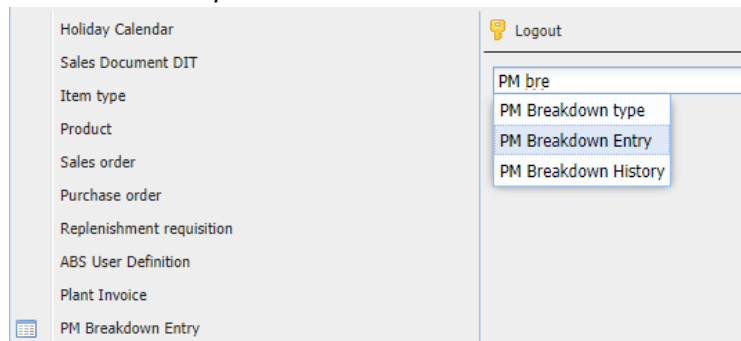 Holiday Calendar
Sales Document DIT
Item type
Product
Sales order
Purchase order
Replenishment requisition
ABS User Definition
Plant Invoice
PM Breakdown Entry
Logout
PM bre
PM Breakdown type
PM Breakdown Entry
PM Breakdown History